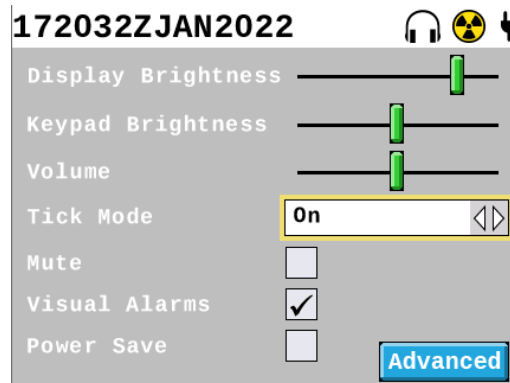 172032ZJAN2022
Display Brightness
Keypad Brightness
Volume
Tick Mode On
Mute
Visual Alarms
Power Save
Advanced